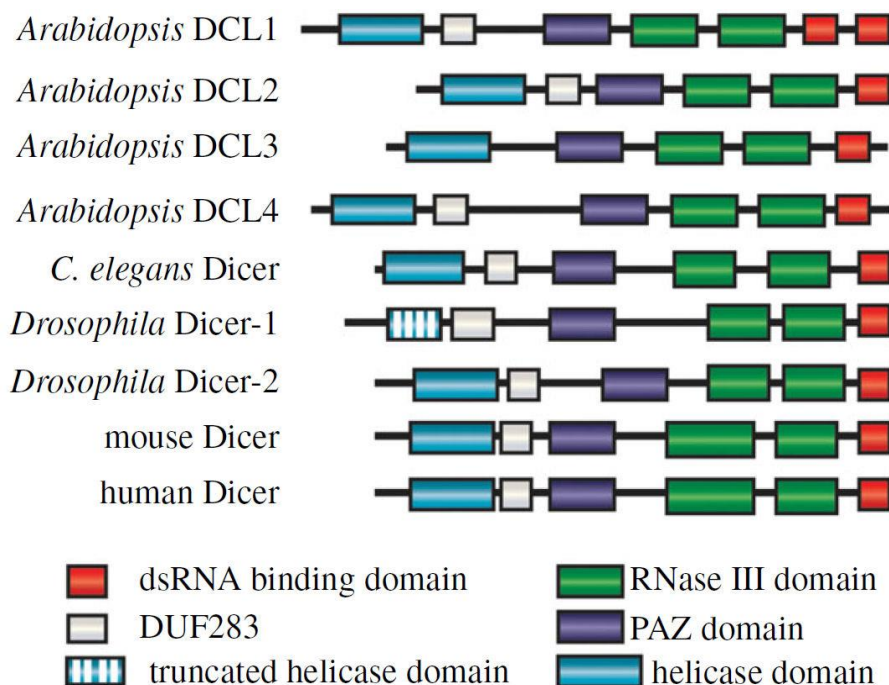 Arabidopsis DCL1
Arabidopsis DCL2
Arabidopsis DCL3
Arabidopsis DCL4
C. elegans Dicer
Drosophila Dicer-1
Drosophila Dicer-2
mouse Dicer
human Dicer
dsRNA binding domain
RNase III domain
DUF283
PAZ domain
truncated helicase domain
helicase domain